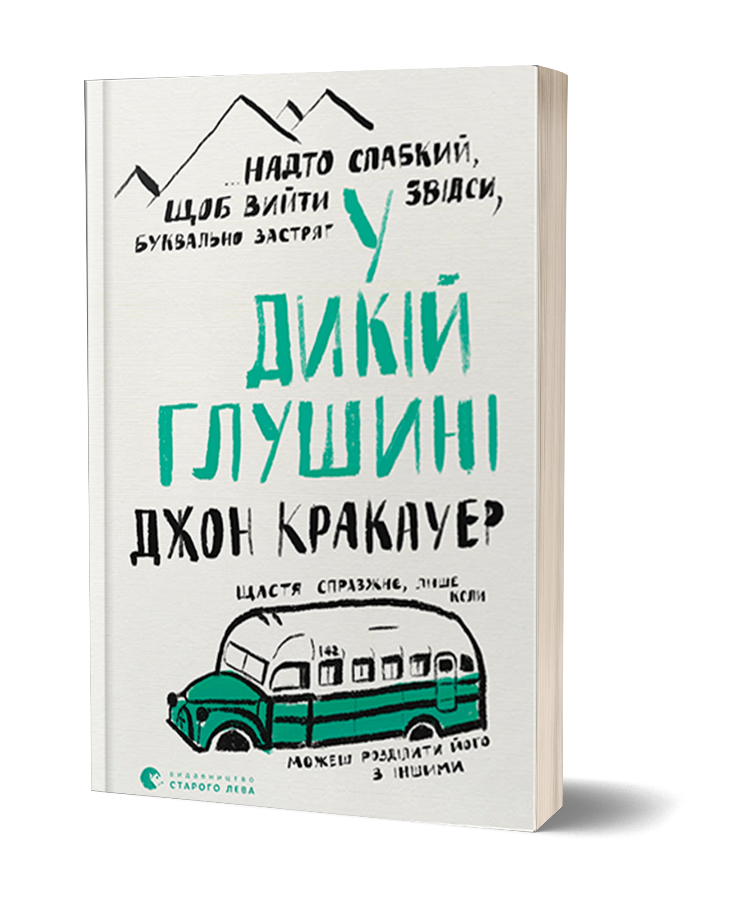 ...НАДТО СЛАБКИЙ,
ЩОБ ВИЙТИ ЗВІДСИ,
БУКВАЛЬНО ЗАСТРЯГ
У
ДИКІЙ
ГЛУШИНІ
ДЖОН КРАКАУЕР
ЩАСТЯ СПРАВЖНЄ, ЛИШЕ
КОЛИ
142
МОЖЕШ РОЗДІЛИТИ ЙОГО
З ІНШИМИ
ВИДАВНИЦТВО
СТАРОГО ЛЕВА